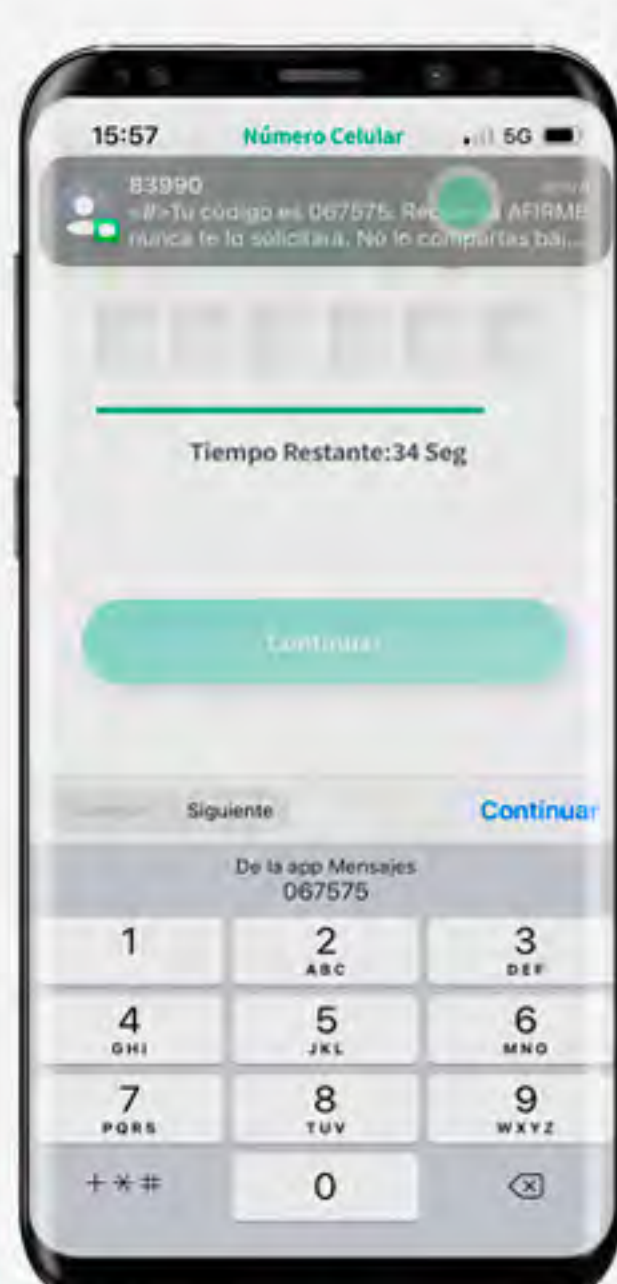 15:57 Número Celular 5G
83990
<#>Tu código es 067575. AFIRME
nunca te lo solicitará. No lo compartas baj...
Tiempo Restante:34 Seg
Continuar
Siguiente Continuar
De la app Mensajes
067575
1 2 3
ABC DEF
4 5 6
GHI JKL MNO
7 8 9
PQRS TUV WXYZ
+*# 0